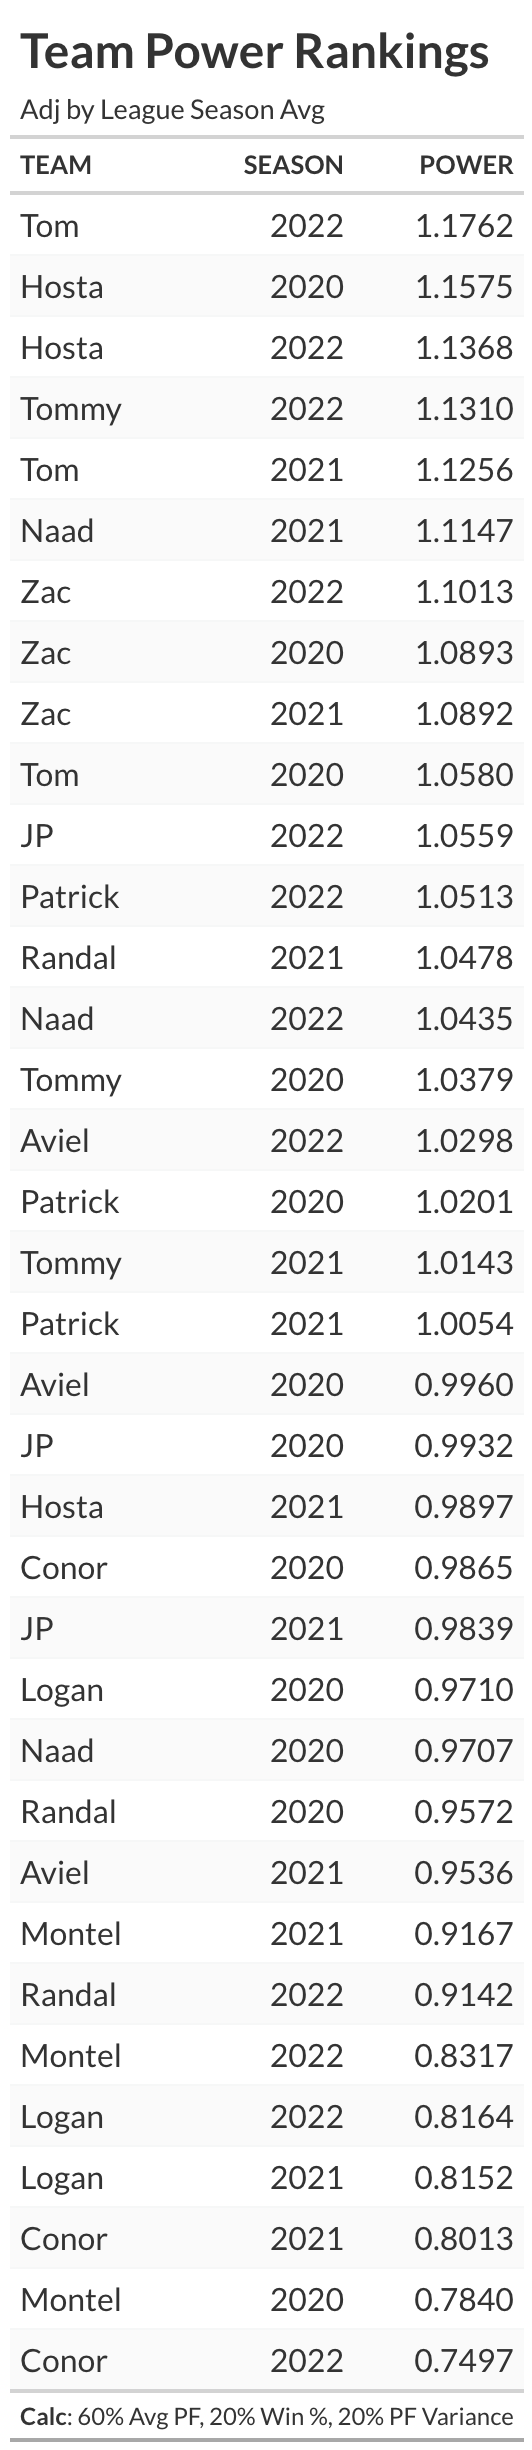 Team Power Rankings
Adj by League Season Avg
TEAM SEASON POWER
Tom 2022 1.1762
Hosta 2020 1.1575
Hosta 2022 1.1368
Tommy 2022 1.1310
Tom 2021 1.1256
Naad 2021 1.1147
Zac 2022 1.1013
Zac 2020 1.0893
Zac 2021 1.0892
Tom 2020 1.0580
JP 2022 1.0559
Patrick 2022 1.0513
Randal 2021 1.0478
Naad 2022 1.0435
Tommy 2020 1.0379
Aviel 2022 1.0298
Patrick 2020 1.0201
Tommy 2021 1.0143
Patrick 2021 1.0054
Aviel 2020 0.9960
JP 2020 0.9932
Hosta 2021 0.9897
Conor 2020 0.9865
JP 2021 0.9839
Logan 2020 0.9710
Naad 2020 0.9707
Randal 2020 0.9572
Aviel 2021 0.9536
Montel 2021 0.9167
Randal 2022 0.9142
Montel 2022 0.8317
Logan 2022 0.8164
Logan 2021 0.8152
Conor 2021 0.8013
Montel 2020 0.7840
Conor 2022 0.7497
Calc: 60% Avg PF, 20% Win %, 20% PF Variance